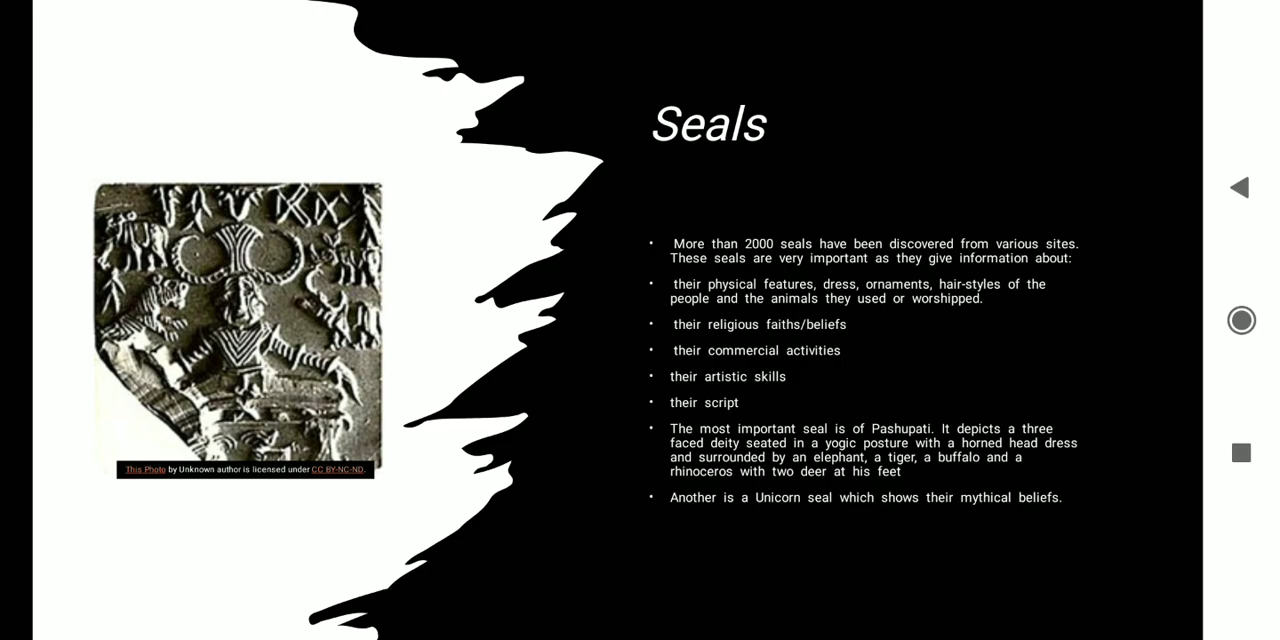 Seals
• More than 2000 seals have been discovered from various sites.
These seals are very important as they give information about:
• their physical features, dress, ornaments, hair-styles of the
people and the animals they used or worshipped.
• their religious faiths/beliefs
• their commercial activities
• their artistic skills
• their script
• The most important seal is of Pashupati. It depicts a three
faced deity seated in a yogic posture with a horned head dress
and surrounded by an elephant, a tiger, a buffalo and a
rhinoceros with two deer at his feet
• Another is a Unicorn seal which shows their mythical beliefs.
This Photo by Unknown author is licensed under CC BY-NC-ND.